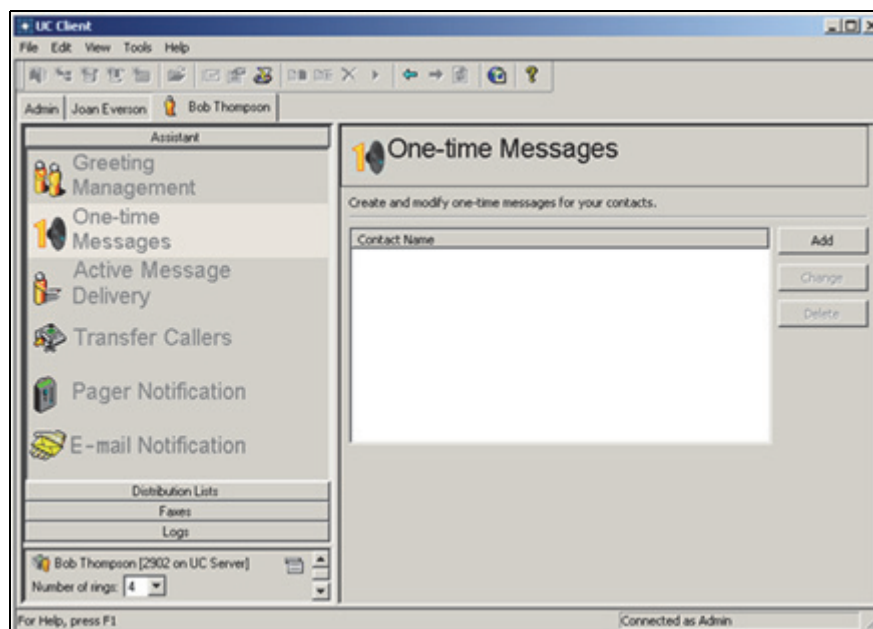 UC Client
File Edit View Tools Help
Admin Joan Everson Bob Thompson
Assistant
Greeting
Management
One-time
Messages
Active Message
Delivery
Transfer Callers
Pager Notification
E-mail Notification
Distribution Lists
Faxes
Logs
Bob Thompson [2902 on UC Server]
Number of rings: 4
One-time Messages
Create and modify one-time messages for your contacts.
Contact Name
Add
Change
Delete
For Help, press F1
Connected as Admin